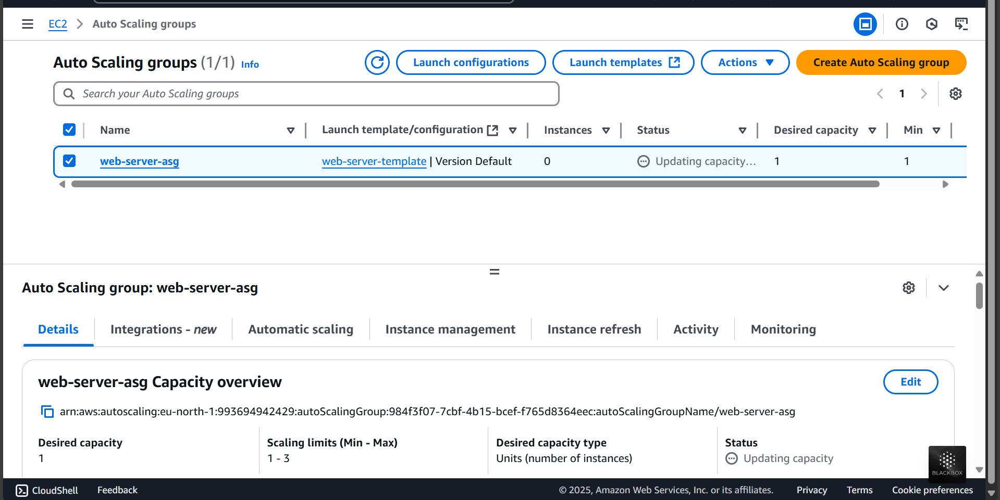 EC2 > Auto Scaling groups
Auto Scaling groups (1/1) Info
Launch configurations
Launch templates
Actions
Create Auto Scaling group
Search your Auto Scaling groups
1
Name Launch template/configuration Instances Status Desired capacity Min
web-server-asg web-server-template | Version Default 0 Updating capacity... 1 1
Auto Scaling group: web-server-asg
Details Integrations - new Automatic scaling Instance management Instance refresh Activity Monitoring
web-server-asg Capacity overview
Edit
arn:aws:autoscaling:eu-north-1:993694942429:autoScalingGroup:984f3f07-7cbf-4b15-bcef-f765d8364eec:autoScalingGroupName/web-server-asg
Desired capacity Scaling limits (Min - Max) Desired capacity type Status
1 1 - 3 Units (number of instances) Updating capacity
BLACKBOX
CloudShell Feedback © 2025, Amazon Web Services, Inc. or its affiliates. Privacy Terms Cookie preferences